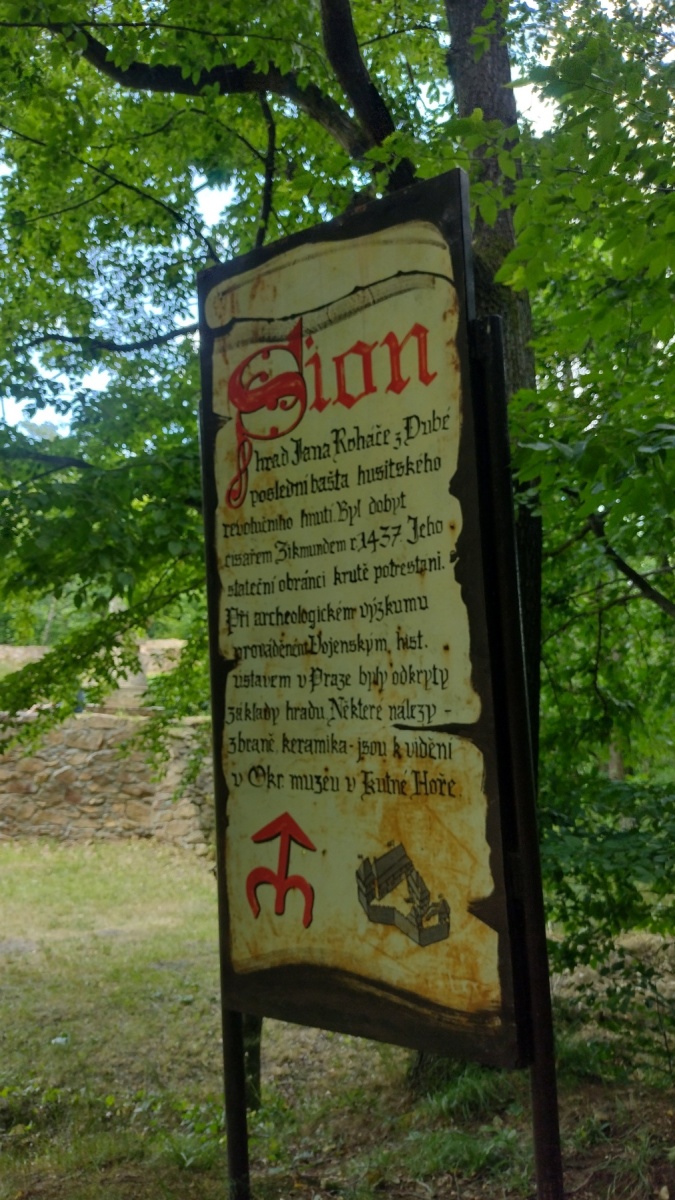 Sion
hrad Jana Roháče z Dubé
poslední bašta husitského
revolučního hnutí. Byl dobyt
císařem Zikmundem r. 1437. Jeho
stateční obránci krutě potrestáni.
Při archeologickém výzkumu
prováděném Vojenským hist.
ústavem v Praze byly odkryty
základy hradu. Některé nálezy -
zbraně, keramika - jsou k vidění
v Okr. muzeu v Kutné Hoře